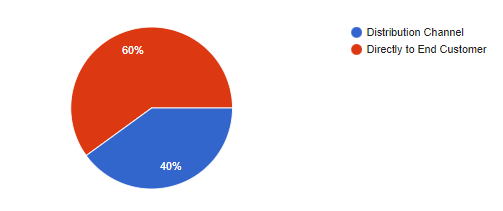 60%
40%
Distribution Channel
Directly to End Customer